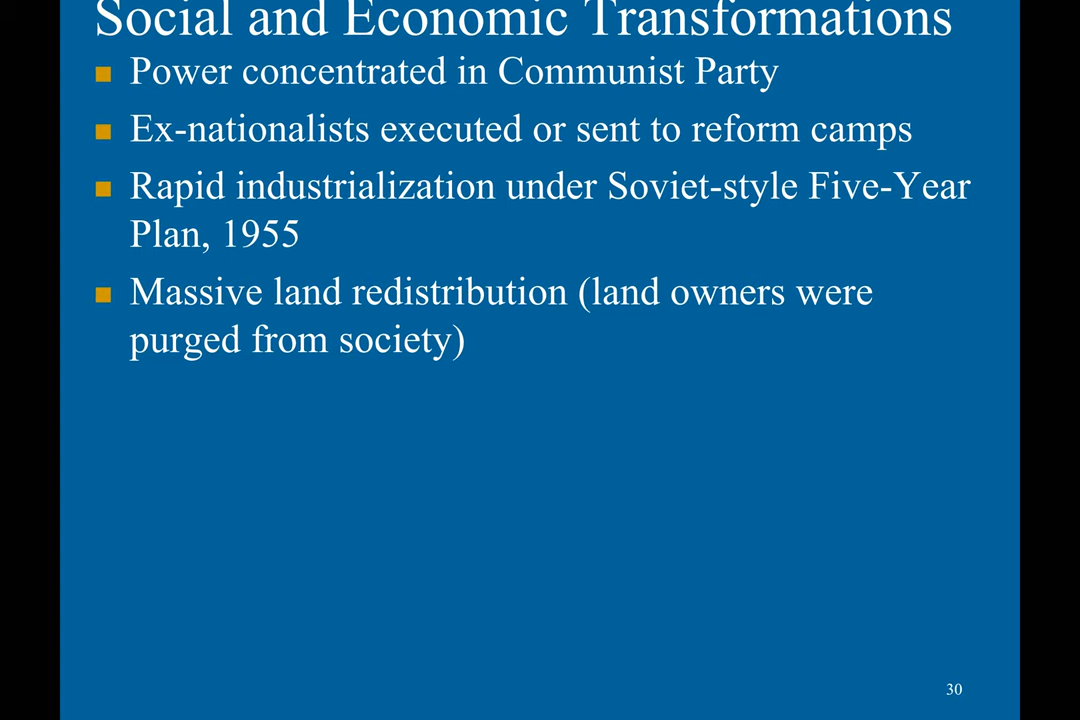 Social and Economic Transformations
Power concentrated in Communist Party
Ex-nationalists executed or sent to reform camps
Rapid industrialization under Soviet-style Five-Year
Plan, 1955
Massive land redistribution (land owners were
purged from society)
30